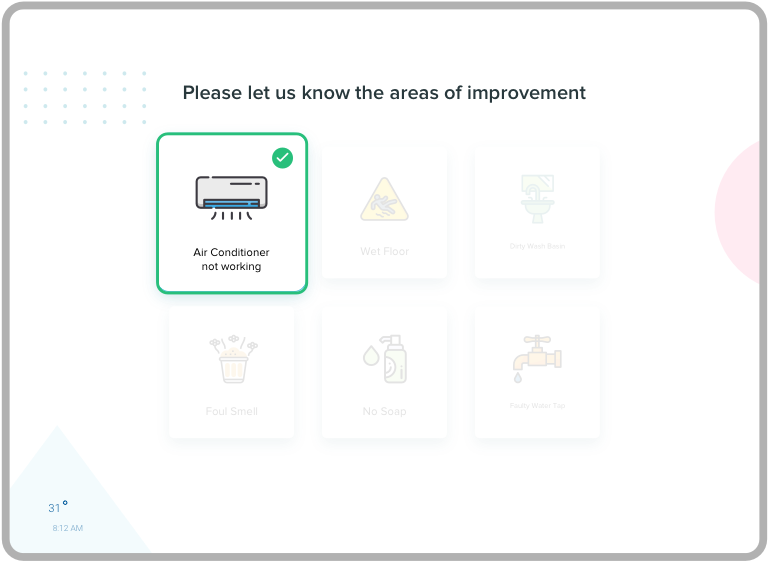 Please let us know the areas of improvement
Air Conditioner
not working
Wet Floor
Dirty Wash Basin
Foul Smell
No Soap
Faulty Water Tap
31°
8:12 AM